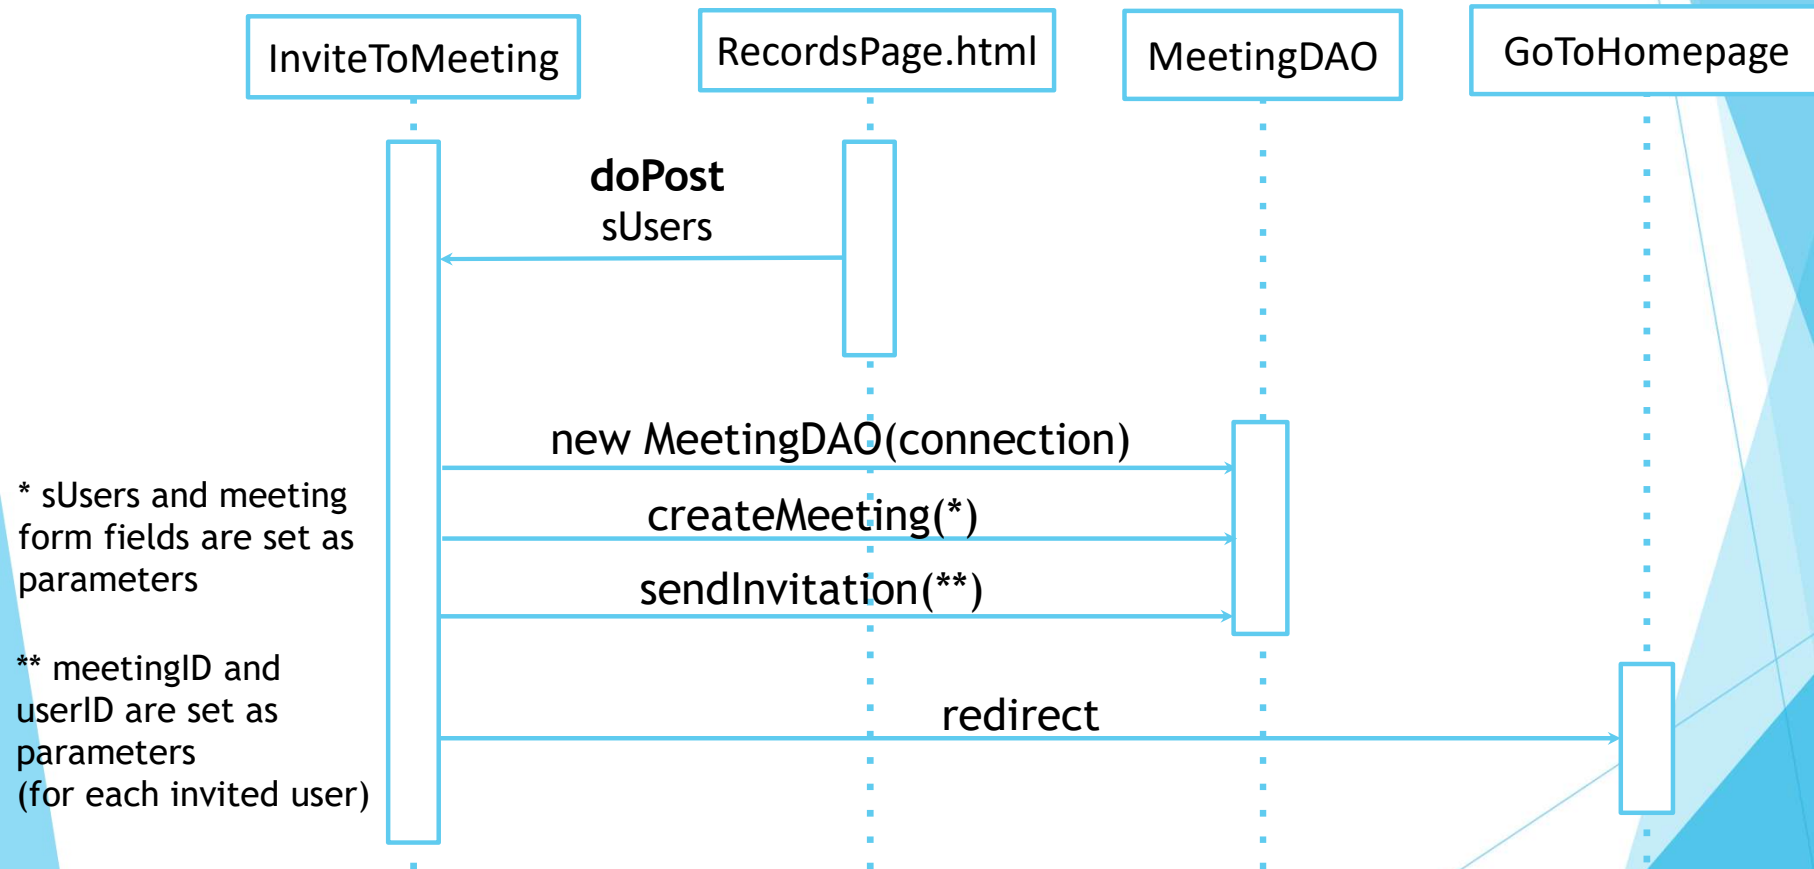 InviteToMeeting
RecordsPage.html
MeetingDAO
GoToHomepage
doPost
sUsers
new MeetingDAO(connection)
createMeeting(*)
sendInvitation(**)
redirect
* sUsers and meeting
form fields are set as
parameters
** meetingID and
userID are set as
parameters
(for each invited user)